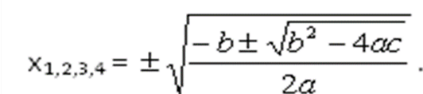 x₁,₂,₃,₄ = ± √((−b ± √(b² − 4ac)) / (2a)) .